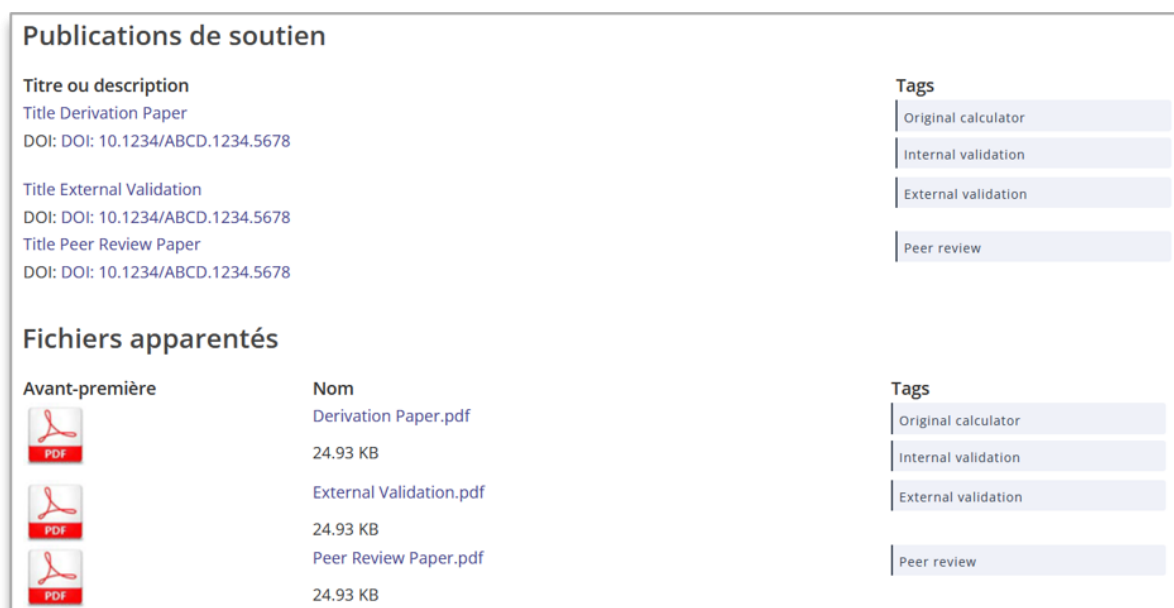 Publications de soutien
Titre ou description Tags
Title Derivation Paper Original calculator
DOI: DOI: 10.1234/ABCD.1234.5678
Internal validation
Title External Validation External validation
DOI: DOI: 10.1234/ABCD.1234.5678
Title Peer Review Paper Peer review
DOI: DOI: 10.1234/ABCD.1234.5678
Fichiers apparentés
Avant-première Nom Tags
PDF Derivation Paper.pdf Original calculator
24.93 KB Internal validation
PDF External Validation.pdf External validation
24.93 KB
PDF Peer Review Paper.pdf Peer review
24.93 KB